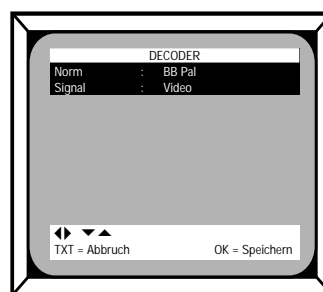 DECODER
Norm : BB Pal
Signal : Video
TXT = Abbruch OK = Speichern